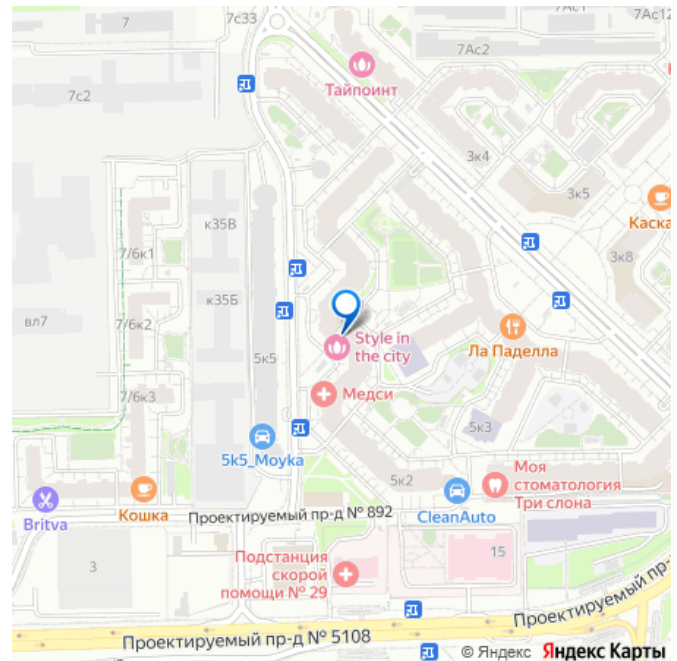 7
7с33
7Ас1
7Ас12
7Ас2
Тайпоинт
7с2
3к4
3к5
Каска
к35В
7/6к1
3к8
к35Б
вл7
7/6к2
Style in
the city
Ла Паделла
5к5
Медси
7/6к3
5к3
5k5_Moyka
5к2
Моя
стоматология
Три слона
Britva
Кошка
Проектируемый пр-д № 892
CleanAuto
15
3
Подстанция
скорой
помощи № 29
Проектируемый пр-
Проектируемый пр-д № 5108
© Яндекс Яндекс Карты